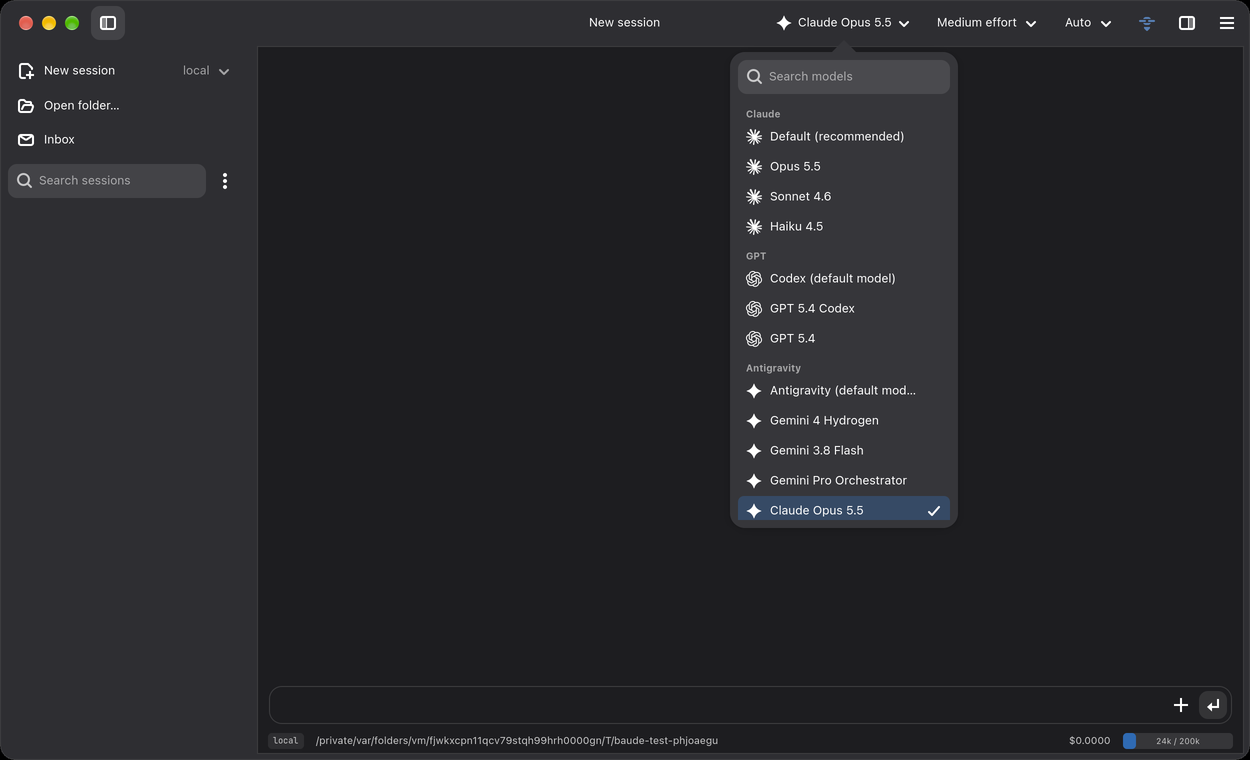 New session
Claude Opus 5.5
Medium effort
Auto
New session
local
Open folder...
Inbox
Search sessions
Search models
Claude
Default (recommended)
Opus 5.5
Sonnet 4.6
Haiku 4.5
GPT
Codex (default model)
GPT 5.4 Codex
GPT 5.4
Antigravity
Antigravity (default mod...
Gemini 4 Hydrogen
Gemini 3.8 Flash
Gemini Pro Orchestrator
Claude Opus 5.5
local
/private/var/folders/vm/fjwkxcpn11qcv79stqh99hrh0000gn/T/baude-test-phjoaegu
$0.0000
24k / 200k